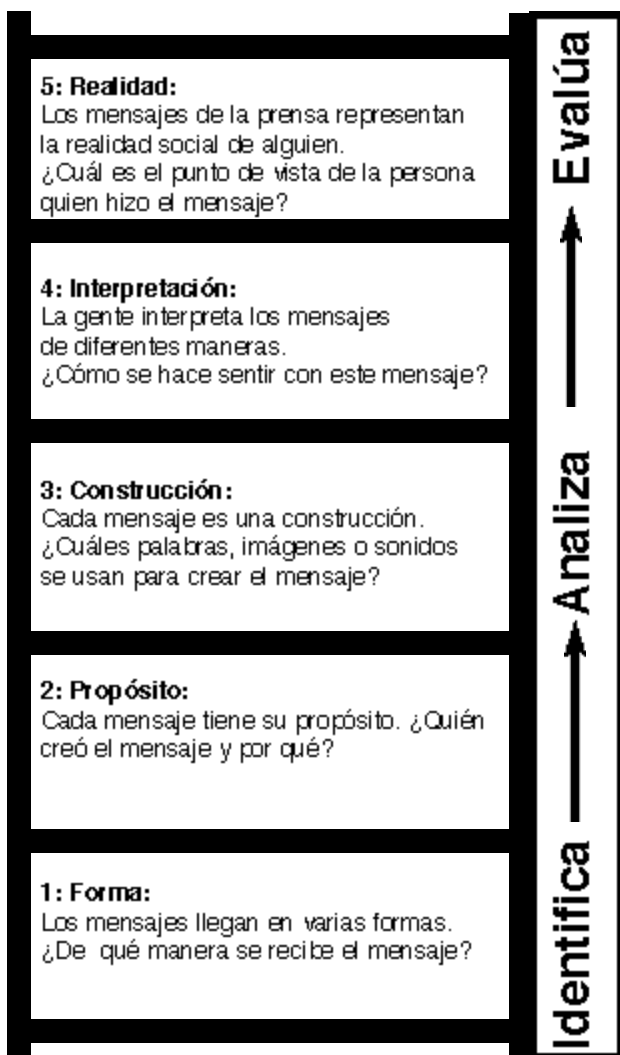 5: Realidad:
Los mensajes de la prensa representan
la realidad social de alguien.
¿Cuál es el punto de vista de la persona
quien hizo el mensaje?
4: Interpretación:
La gente interpreta los mensajes
de diferentes maneras.
¿Cómo se hace sentir con este mensaje?
3: Construcción:
Cada mensaje es una construcción.
¿Cuáles palabras, imágenes o sonidos
se usan para crear el mensaje?
2: Propósito:
Cada mensaje tiene su propósito. ¿Quién
creó el mensaje y por qué?
1: Forma:
Los mensajes llegan en varias formas.
¿De qué manera se recibe el mensaje?
Identifica
Analiza
Evalúa